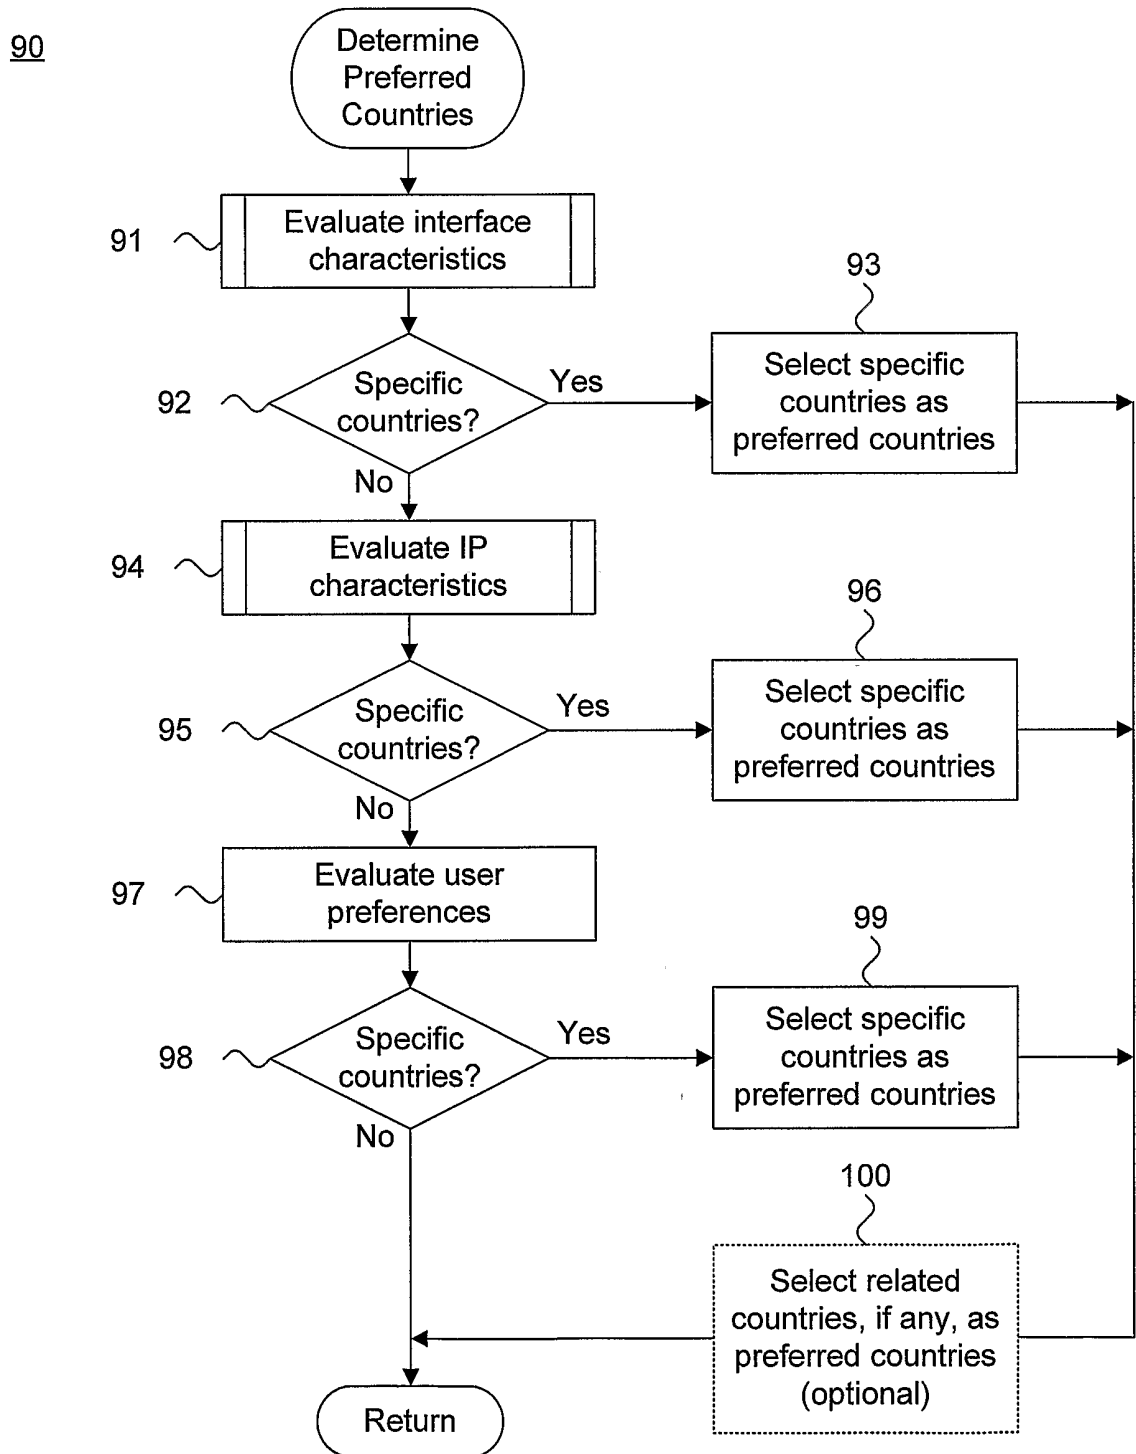 90
Determine
Preferred
Countries
91
Evaluate interface
characteristics
93
92
Specific
countries?
Yes
Select specific
countries as
preferred countries
No
94
Evaluate IP
characteristics
96
95
Specific
countries?
Yes
Select specific
countries as
preferred countries
No
97
Evaluate user
preferences
99
98
Specific
countries?
Yes
Select specific
countries as
preferred countries
No
100
Select related
countries, if any, as
preferred countries
(optional)
Return